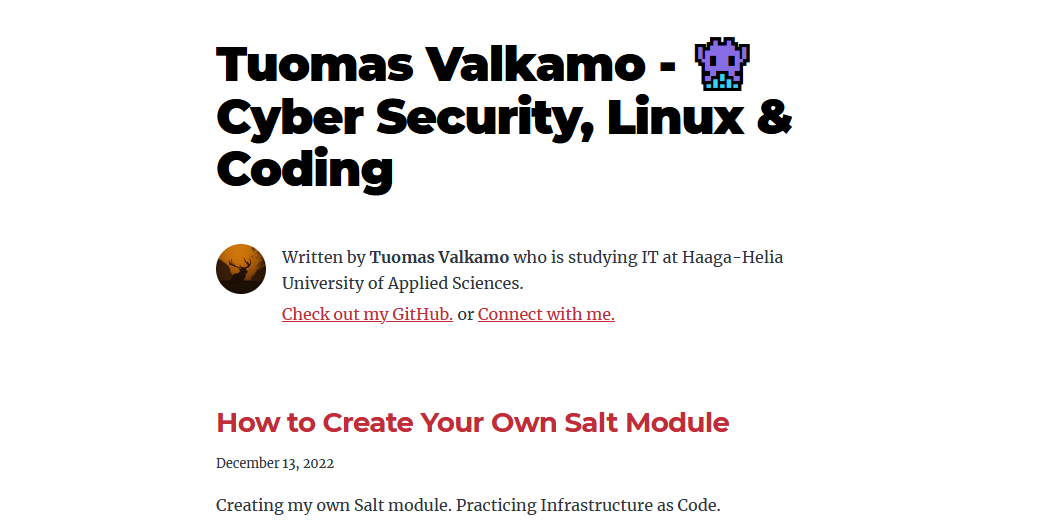 Tuomas Valkamo -
Cyber Security, Linux &
Coding
Written by Tuomas Valkamo who is studying IT at Haaga-Helia
University of Applied Sciences.
Check out my GitHub. or Connect with me.
How to Create Your Own Salt Module
December 13, 2022
Creating my own Salt module. Practicing Infrastructure as Code.